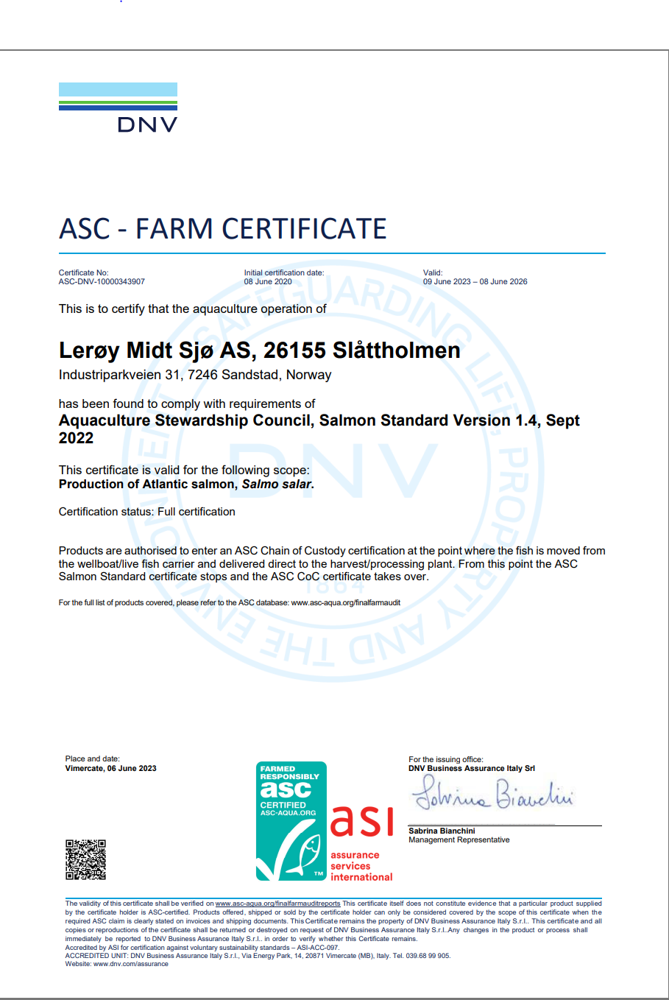 DNV
ASC - FARM CERTIFICATE
Certificate No:
ASC-DNV-10000343907
Initial certification date:
08 June 2020
Valid:
09 June 2023 – 08 June 2026
This is to certify that the aquaculture operation of
Lerøy Midt Sjø AS, 26155 Slåttholmen
Industriparkveien 31, 7246 Sandstad, Norway
has been found to comply with requirements of
Aquaculture Stewardship Council, Salmon Standard Version 1.4, Sept
2022
This certificate is valid for the following scope:
Production of Atlantic salmon, Salmo salar.
Certification status: Full certification
Products are authorised to enter an ASC Chain of Custody certification at the point where the fish is moved from
the wellboat/live fish carrier and delivered direct to the harvest/processing plant. From this point the ASC
Salmon Standard certificate stops and the ASC CoC certificate takes over.
For the full list of products covered, please refer to the ASC database: www.asc-aqua.org/finalfarmaudit
SAFEGUARDING LIFE, PROPERTY AND THE ENVIRONMENT
DNV
1864
Place and date:
Vimercate, 06 June 2023
FARMED
RESPONSIBLY
asc
CERTIFIED
ASC-AQUA.ORG
TM
asi
assurance
services
international
For the issuing office:
DNV Business Assurance Italy Srl
Sabrina Bianchini
Sabrina Bianchini
Management Representative
The validity of this certificate shall be verified on www.asc-aqua.org/finalfarmauditreports This certificate itself does not constitute evidence that a particular product supplied
by the certificate holder is ASC-certified. Products offered, shipped or sold by the certificate holder can only be considered covered by the scope of this certificate when the
required ASC claim is clearly stated on invoices and shipping documents. This Certificate remains the property of DNV Business Assurance Italy S.r.l.. This certificate and all
copies or reproductions of the certificate shall be returned or destroyed on request of DNV Business Assurance Italy S.r.l..Any changes in the product or process shall
immediately be reported to DNV Business Assurance Italy S.r.l.. in order to verify whether this Certificate remains.
Accredited by ASI for certification against voluntary sustainability standards – ASI-ACC-097.
ACCREDITED UNIT: DNV Business Assurance Italy S.r.l., Via Energy Park, 14, 20871 Vimercate (MB), Italy. Tel. 039.68 99 905.
Website: www.dnv.com/assurance